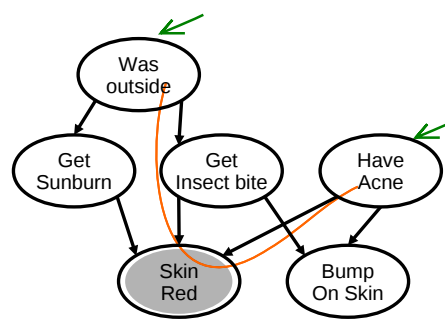 Was
outside
Get
Sunburn
Get
Insect bite
Have
Acne
Skin
Red
Bump
On Skin